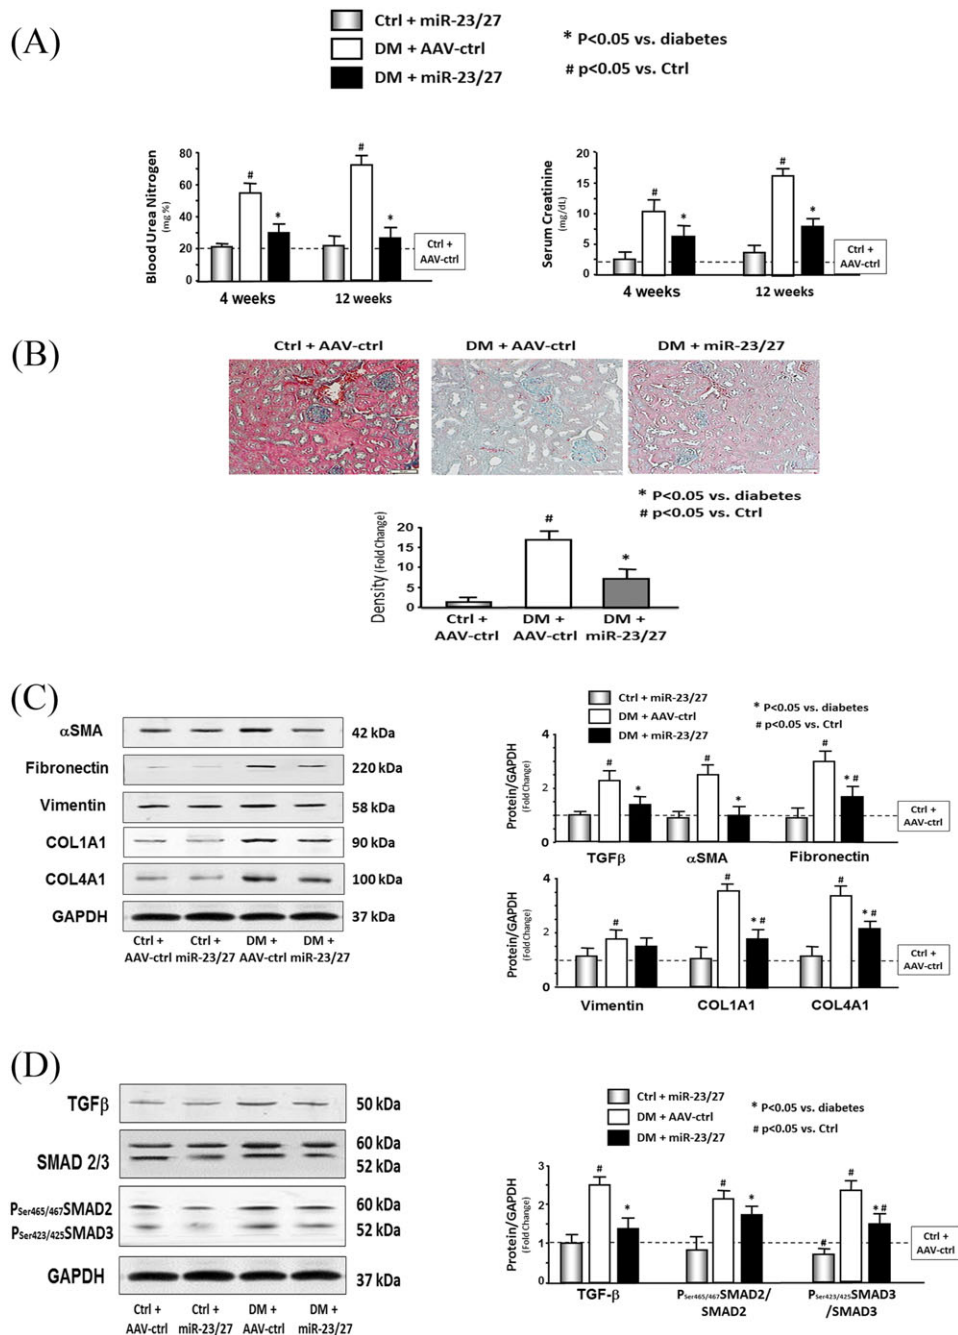 (A)
Ctrl + miR-23/27
DM + AAV-ctrl
DM + miR-23/27
* P<0.05 vs. diabetes
# p<0.05 vs. Ctrl
Blood Urea Nitrogen
(mg %)
80
60
40
20
0
#
*
#
*
4 weeks
12 weeks
Ctrl +
AAV-ctrl
Serum Creatinine
(mg/dL)
20
15
10
5
0
#
*
#
*
4 weeks
12 weeks
Ctrl +
AAV-ctrl
(B)
Ctrl + AAV-ctrl
DM + AAV-ctrl
DM + miR-23/27
* P<0.05 vs. diabetes
# p<0.05 vs. Ctrl
Density (Fold Change)
20
15
10
5
0
#
*
Ctrl +
AAV-ctrl
DM +
AAV-ctrl
DM +
miR-23/27
(C)
αSMA
42 kDa
Fibronectin
220 kDa
Vimentin
58 kDa
COL1A1
90 kDa
COL4A1
100 kDa
GAPDH
37 kDa
Ctrl +
AAV-ctrl
Ctrl +
miR-23/27
DM +
AAV-ctrl
DM +
miR-23/27
Ctrl + miR-23/27
DM + AAV-ctrl
DM + miR-23/27
* P<0.05 vs. diabetes
# p<0.05 vs. Ctrl
Protein/GAPDH
(Fold Change)
4
2
0
#
*
#
*
#
* #
TGFβ
αSMA
Fibronectin
Ctrl +
AAV-ctrl
Protein/GAPDH
(Fold Change)
4
2
0
#
#
* #
#
* #
Vimentin
COL1A1
COL4A1
Ctrl +
AAV-ctrl
(D)
TGFβ
50 kDa
SMAD 2/3
60 kDa
52 kDa
PSer465/467SMAD2
60 kDa
PSer423/425SMAD3
52 kDa
GAPDH
37 kDa
Ctrl +
AAV-ctrl
Ctrl +
miR-23/27
DM +
AAV-ctrl
DM +
miR-23/27
Ctrl + miR-23/27
DM + AAV-ctrl
DM + miR-23/27
* P<0.05 vs. diabetes
# p<0.05 vs. Ctrl
Protein/GAPDH
(Fold Change)
3
2
1
0
#
*
#
*
#
#
* #
TGF-β
PSer465/467SMAD2/
SMAD2
PSer423/425SMAD3
/SMAD3
Ctrl +
AAV-ctrl